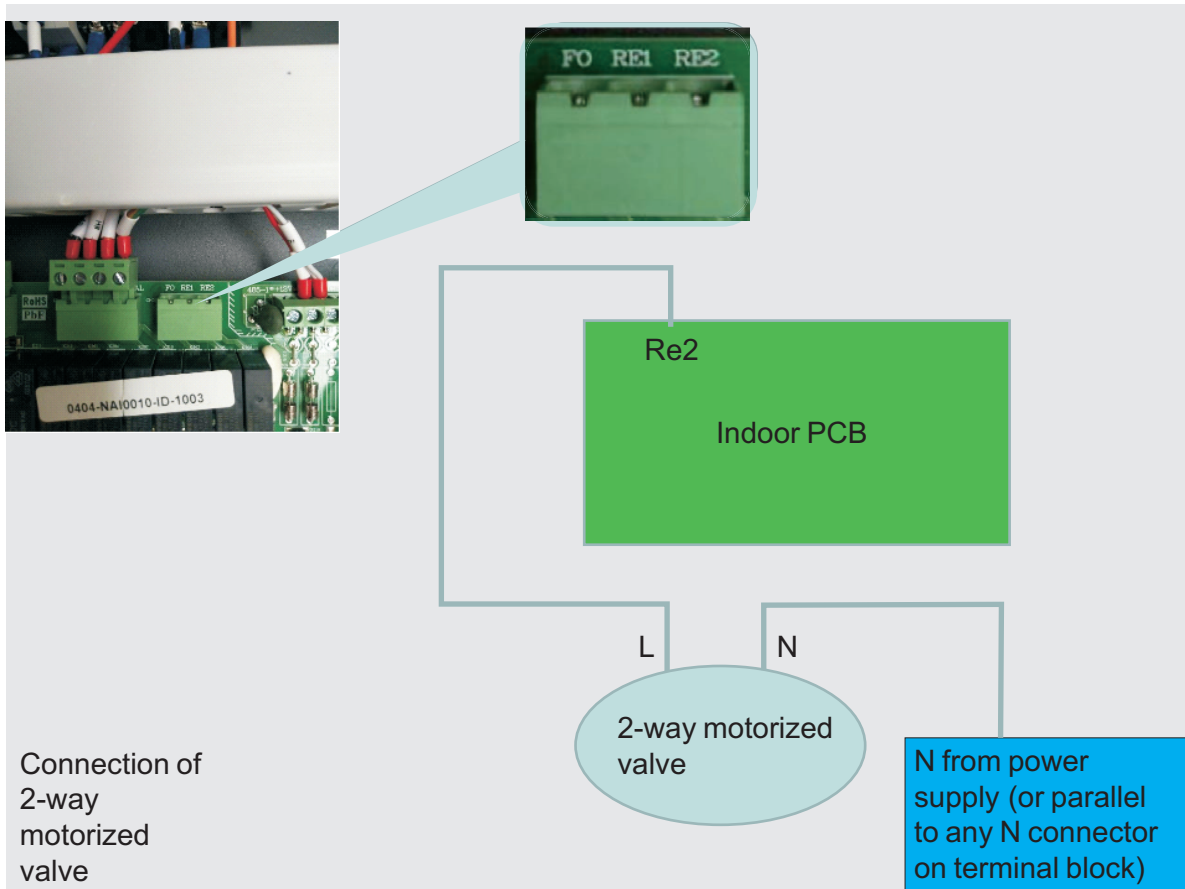 FO RE1 RE2
FO RE1 RE2
RoHS
PbF
0404-NAI0010-ID-1003
Re2
Indoor PCB
L
N
2-way motorized
valve
Connection of
2-way
motorized
valve
N from power
supply (or parallel
to any N connector
on terminal block)